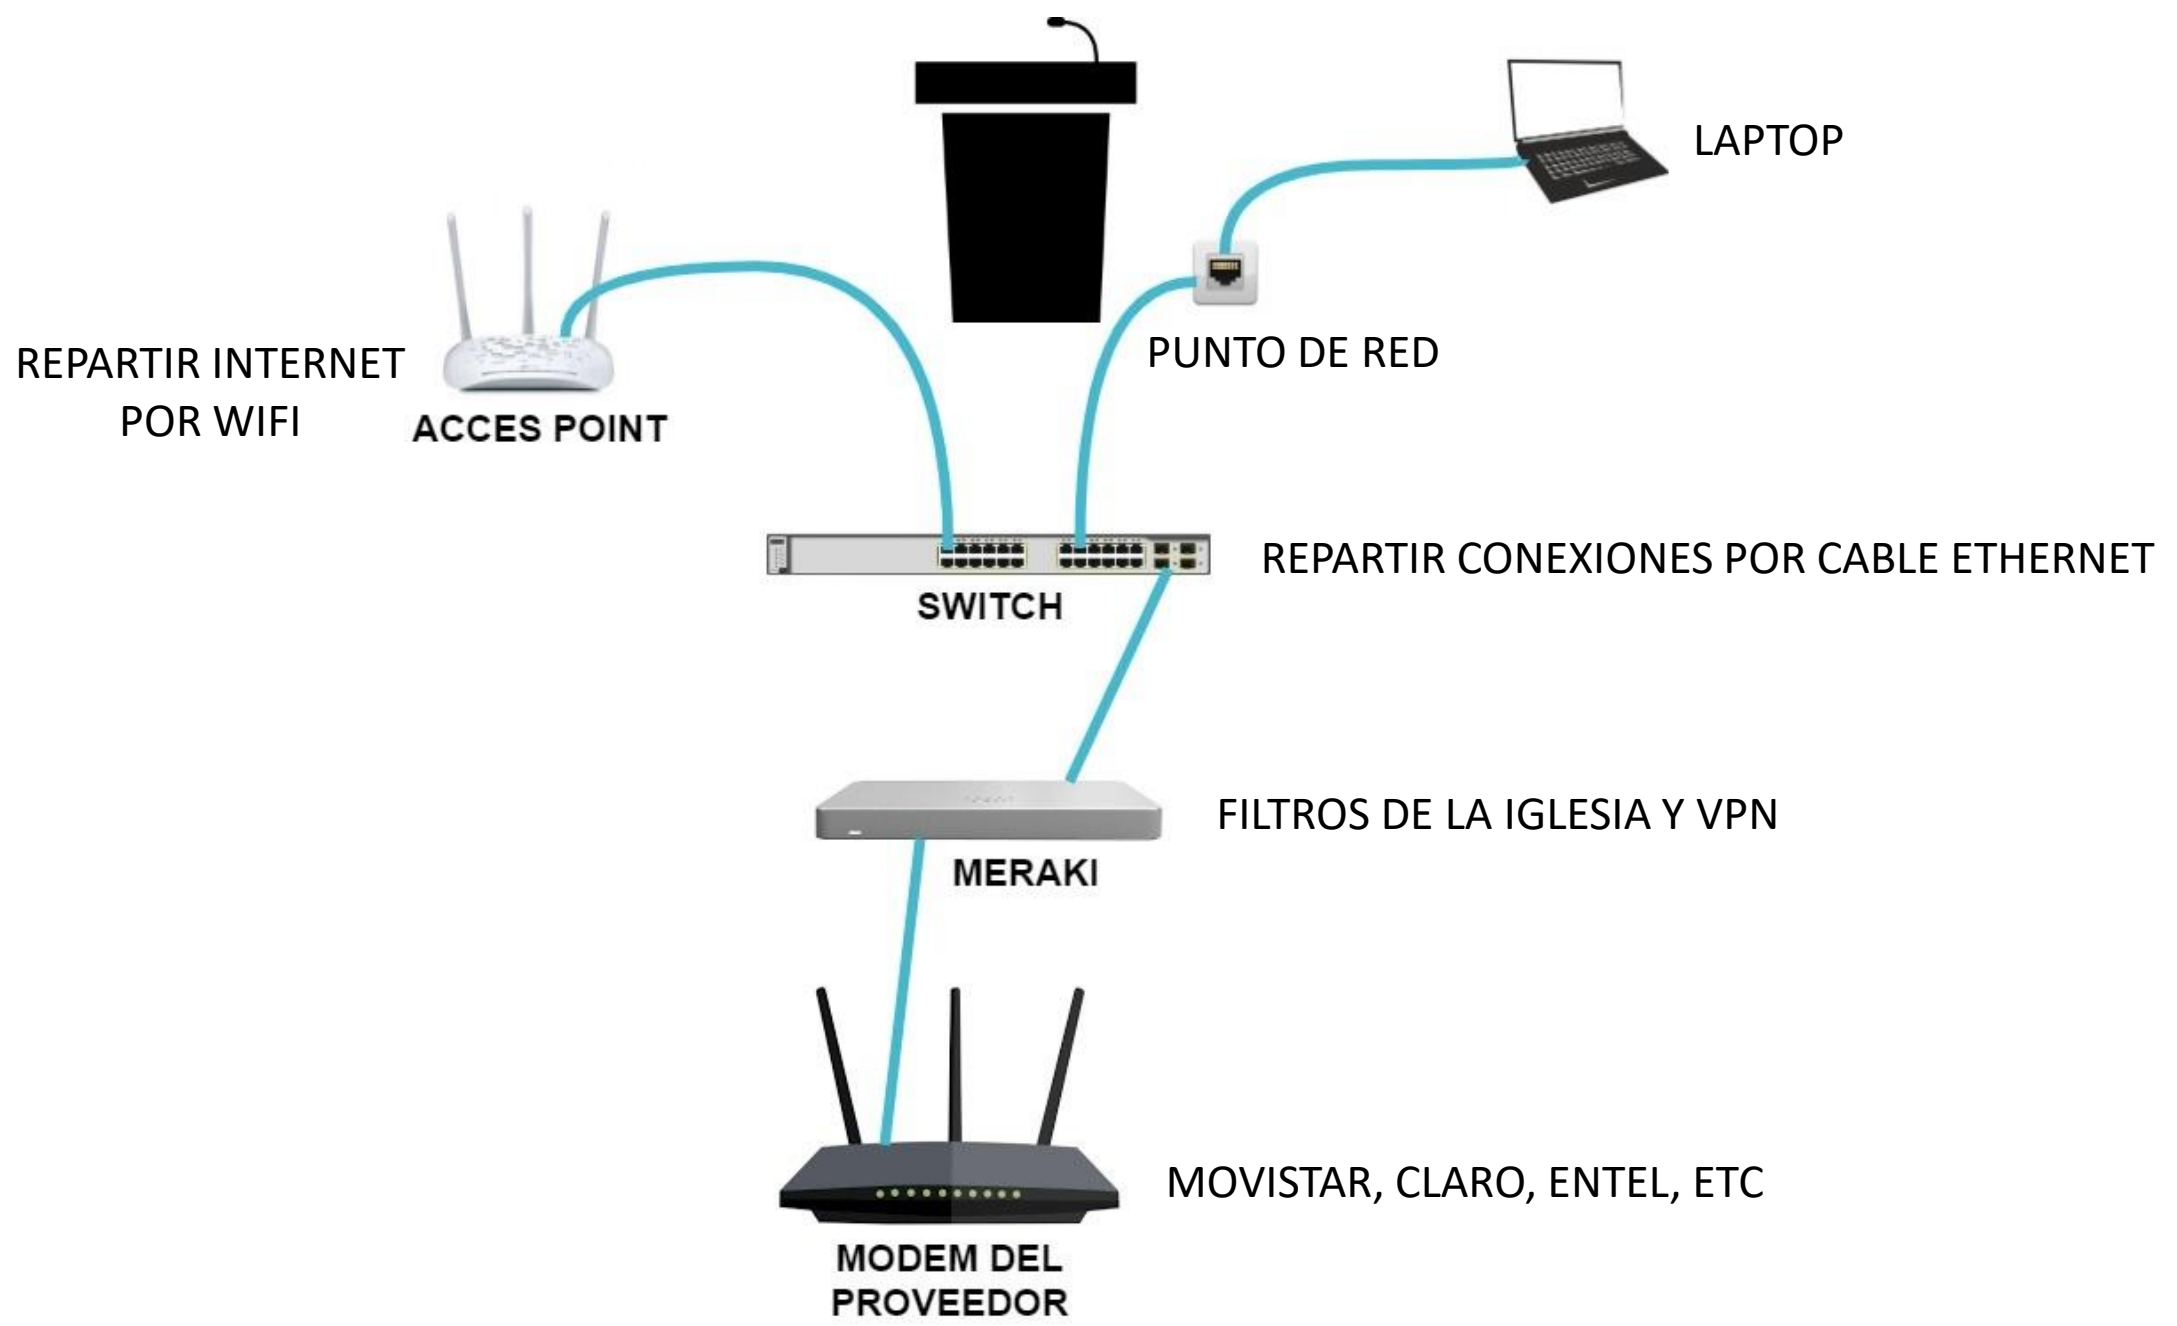 LAPTOP
PUNTO DE RED
REPARTIR INTERNET
POR WIFI
ACCES POINT
REPARTIR CONEXIONES POR CABLE ETHERNET
SWITCH
FILTROS DE LA IGLESIA Y VPN
MERAKI
MOVISTAR, CLARO, ENTEL, ETC
MODEM DEL
PROVEEDOR